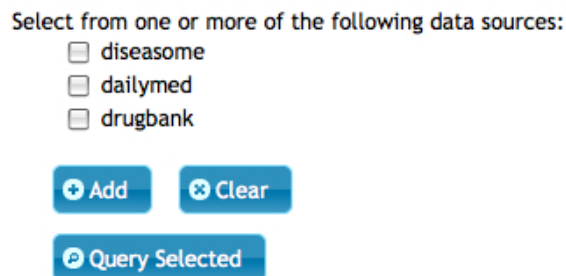 Select from one or more of the following data sources:
diseasome
dailymed
drugbank
Add Clear
Query Selected